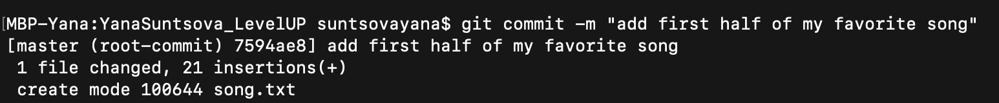 [MBP-Yana:YanaSuntsova_LevelUP suntsovayana$ git commit -m "add first half of my favorite song"
[master (root-commit) 7594ae8] add first half of my favorite song
1 file changed, 21 insertions(+)
create mode 100644 song.txt